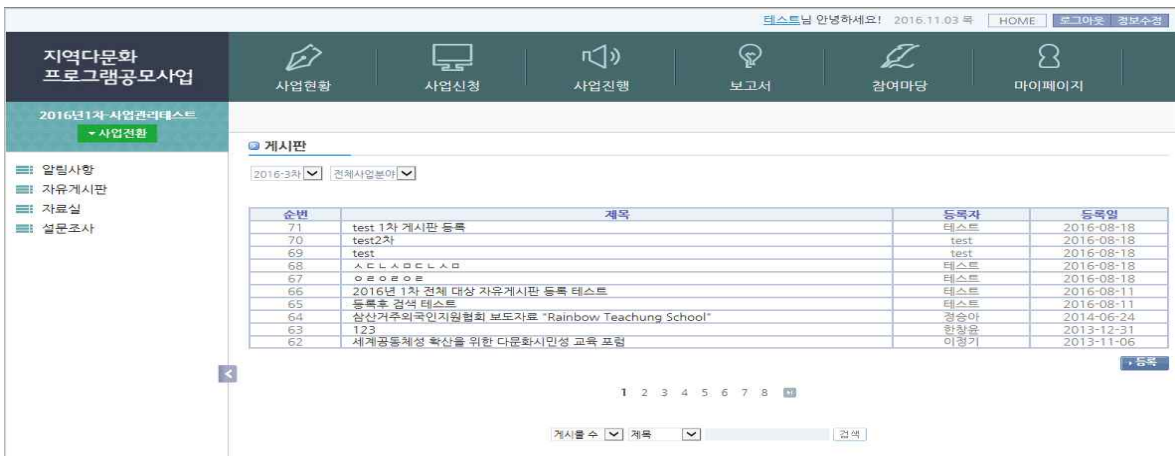 테스트님 안녕하세요! 2016.11.03 목 HOME 로그아웃 정보수정
지역다문화
프로그램공모사업
사업현황 사업신청 사업진행 보고서 참여마당 마이페이지
2016년1차-사업관리테스트
사업전환
알림사항
자유게시판
자료실
설문조사
게시판
2016-3차 전체사업분야
순번 제목 등록자 등록일
71 test 1차 게시판 등록 테스트 2016-08-18
70 test2차 test 2016-08-18
69 test test 2016-08-18
68 ㅅㄷㄴㅅㅁㄷㄴㅅㅁ 테스트 2016-08-18
67 ㅇㄹㅇㄹㅇㄹ 테스트 2016-08-18
66 2016년 1차 전체 대상 자유게시판 등록 테스트 테스트 2016-08-11
65 등록후 검색 테스트 테스트 2016-08-11
64 삼산거주외국인지원협회 보도자료 "Rainbow Teachung School" 정승아 2014-06-24
63 123 한창윤 2013-12-31
62 세계공동체성 확산을 위한 다문화시민성 교육 포럼 이정기 2013-11-06
등록
1 2 3 4 5 6 7 8
게시물 수 제목 검색